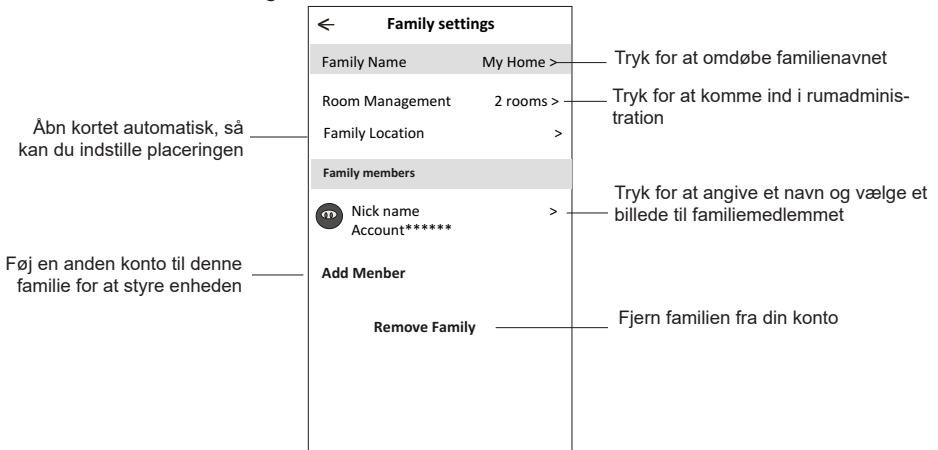 Family settings
Family Name My Home >
Tryk for at omdøbe familienavnet
Room Management 2 rooms >
Tryk for at komme ind i rumadminis-
tration
Åbn kortet automatisk, så
kan du indstille placeringen
Family Location >
Family members
Nick name >
Account******
Tryk for at angive et navn og vælge et
billede til familiemedlemmet
Føj en anden konto til denne
familie for at styre enheden
Add Menber
Remove Family
Fjern familien fra din konto